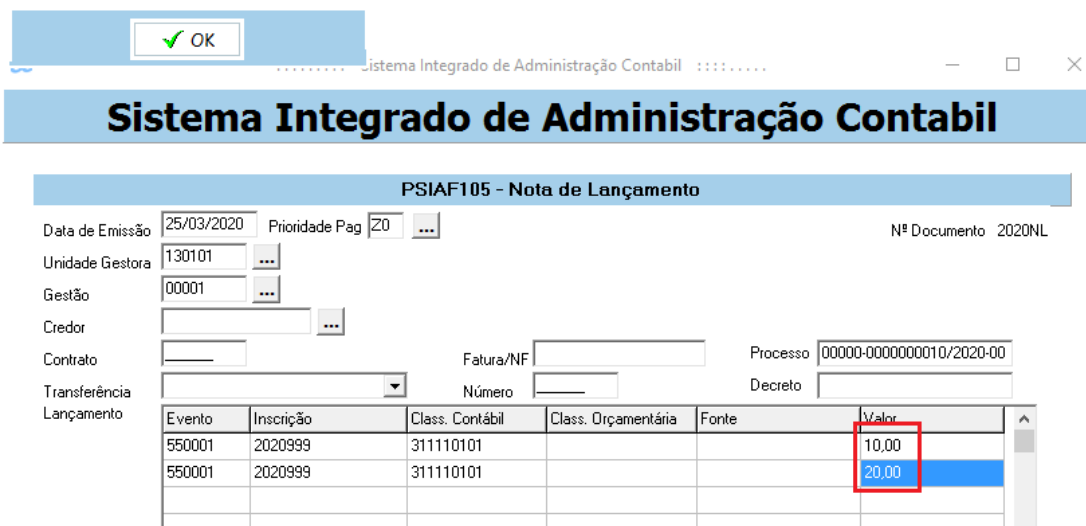 OK
Sistema Integrado de Administração Contabil :::::....
Sistema Integrado de Administração Contabil
PSIAF105 - Nota de Lançamento
Data de Emissão 25/03/2020 Prioridade Pag Z0 ... Nº Documento 2020NL
Unidade Gestora 130101 ...
Gestão 00001 ...
Credor ...
Contrato Fatura/NF Processo 00000-0000000010/2020-00
Transferência Número Decreto
Lançamento Evento Inscrição Class. Contábil Class. Orçamentária Fonte Valor
550001 2020999 311110101 10,00
550001 2020999 311110101 20,00